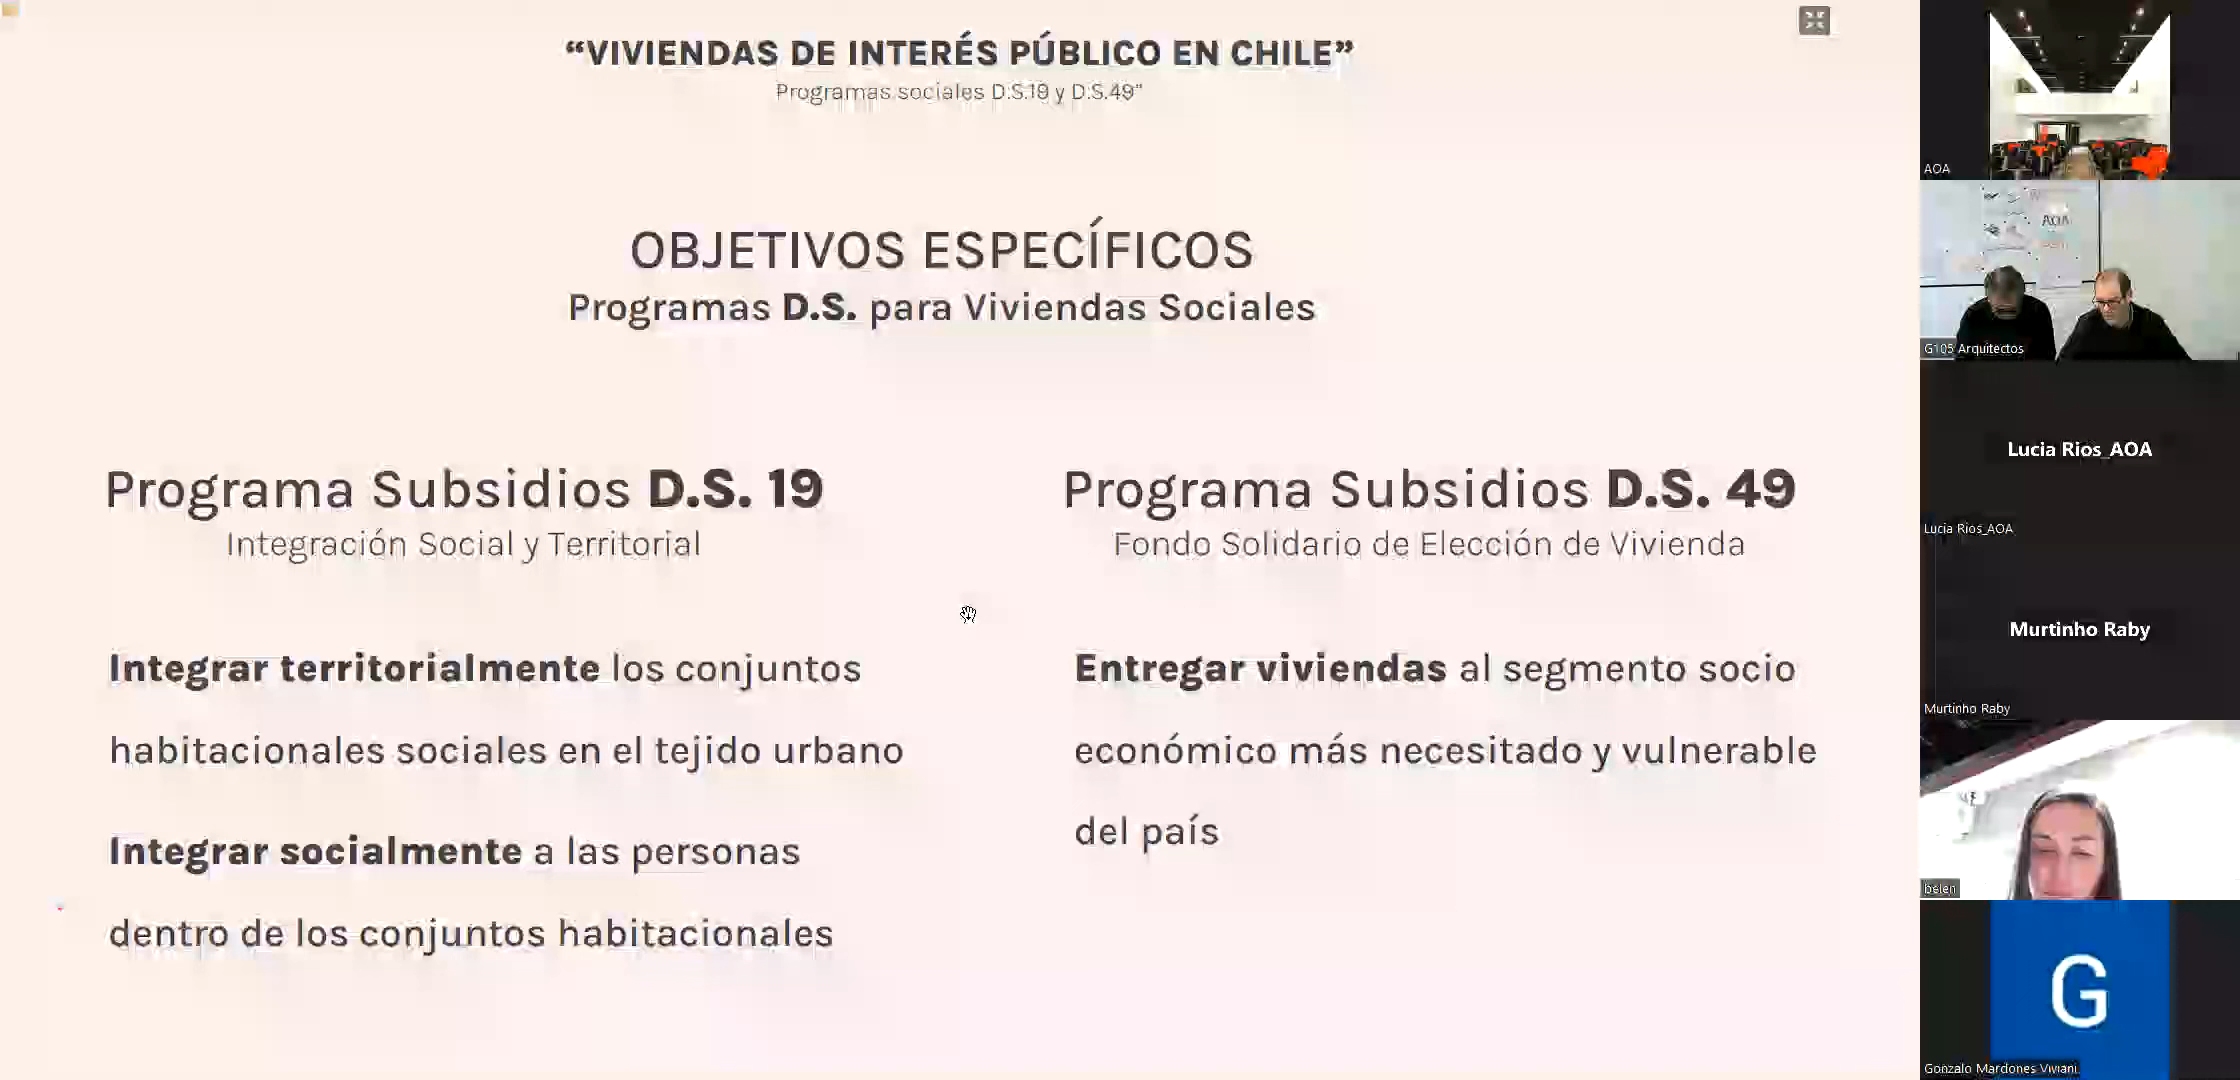 “VIVIENDAS DE INTERÉS PÚBLICO EN CHILE”
Programas sociales D.S.19 y D.S.49”
OBJETIVOS ESPECÍFICOS
Programas D.S. para Viviendas Sociales
Programa Subsidios D.S. 19
Integración Social y Territorial
Integrar territorialmente los conjuntos
habitacionales sociales en el tejido urbano
Integrar socialmente a las personas
dentro de los conjuntos habitacionales
Programa Subsidios D.S. 49
Fondo Solidario de Elección de Vivienda
Entregar viviendas al segmento socio
económico más necesitado y vulnerable
del país
AOA
AOA
G105 Arquitectos
Lucia Rios_AOA
Lucia Rios_AOA
Murtinho Raby
Murtinho Raby
belen
G
Gonzalo Mardones Viviani